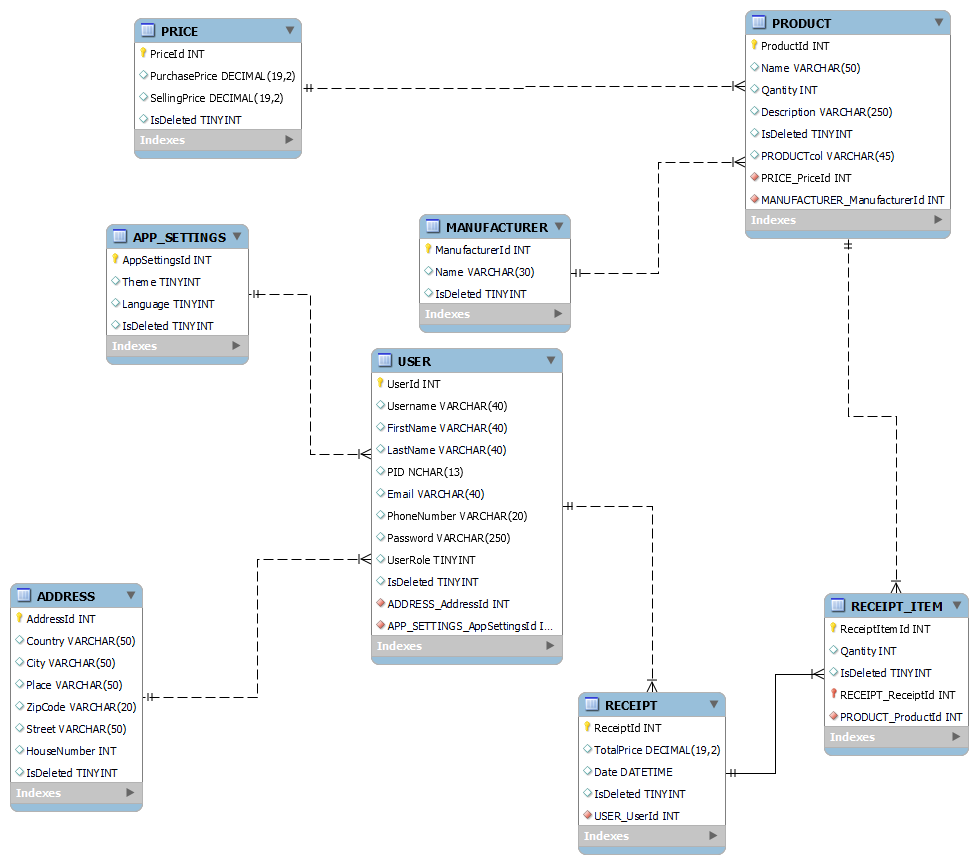 PRICE
PriceId INT
PurchasePrice DECIMAL(19,2)
SellingPrice DECIMAL(19,2)
IsDeleted TINYINT
Indexes
PRODUCT
ProductId INT
Name VARCHAR(50)
Qantity INT
Description VARCHAR(250)
IsDeleted TINYINT
PRODUCTcol VARCHAR(45)
PRICE_PriceId INT
MANUFACTURER_ManufacturerId INT
Indexes
APP_SETTINGS
AppSettingsId INT
Theme TINYINT
Language TINYINT
IsDeleted TINYINT
Indexes
MANUFACTURER
ManufacturerId INT
Name VARCHAR(30)
IsDeleted TINYINT
Indexes
USER
UserId INT
Username VARCHAR(40)
FirstName VARCHAR(40)
LastName VARCHAR(40)
PID NCHAR(13)
Email VARCHAR(40)
PhoneNumber VARCHAR(20)
Password VARCHAR(250)
UserRole TINYINT
IsDeleted TINYINT
ADDRESS_AddressId INT
APP_SETTINGS_AppSettingsId I...
Indexes
ADDRESS
AddressId INT
Country VARCHAR(50)
City VARCHAR(50)
Place VARCHAR(50)
ZipCode VARCHAR(20)
Street VARCHAR(50)
HouseNumber INT
IsDeleted TINYINT
Indexes
RECEIPT
ReceiptId INT
TotalPrice DECIMAL(19,2)
Date DATETIME
IsDeleted TINYINT
USER_UserId INT
Indexes
RECEIPT_ITEM
ReceiptItemId INT
Qantity INT
IsDeleted TINYINT
RECEIPT_ReceiptId INT
PRODUCT_ProductId INT
Indexes